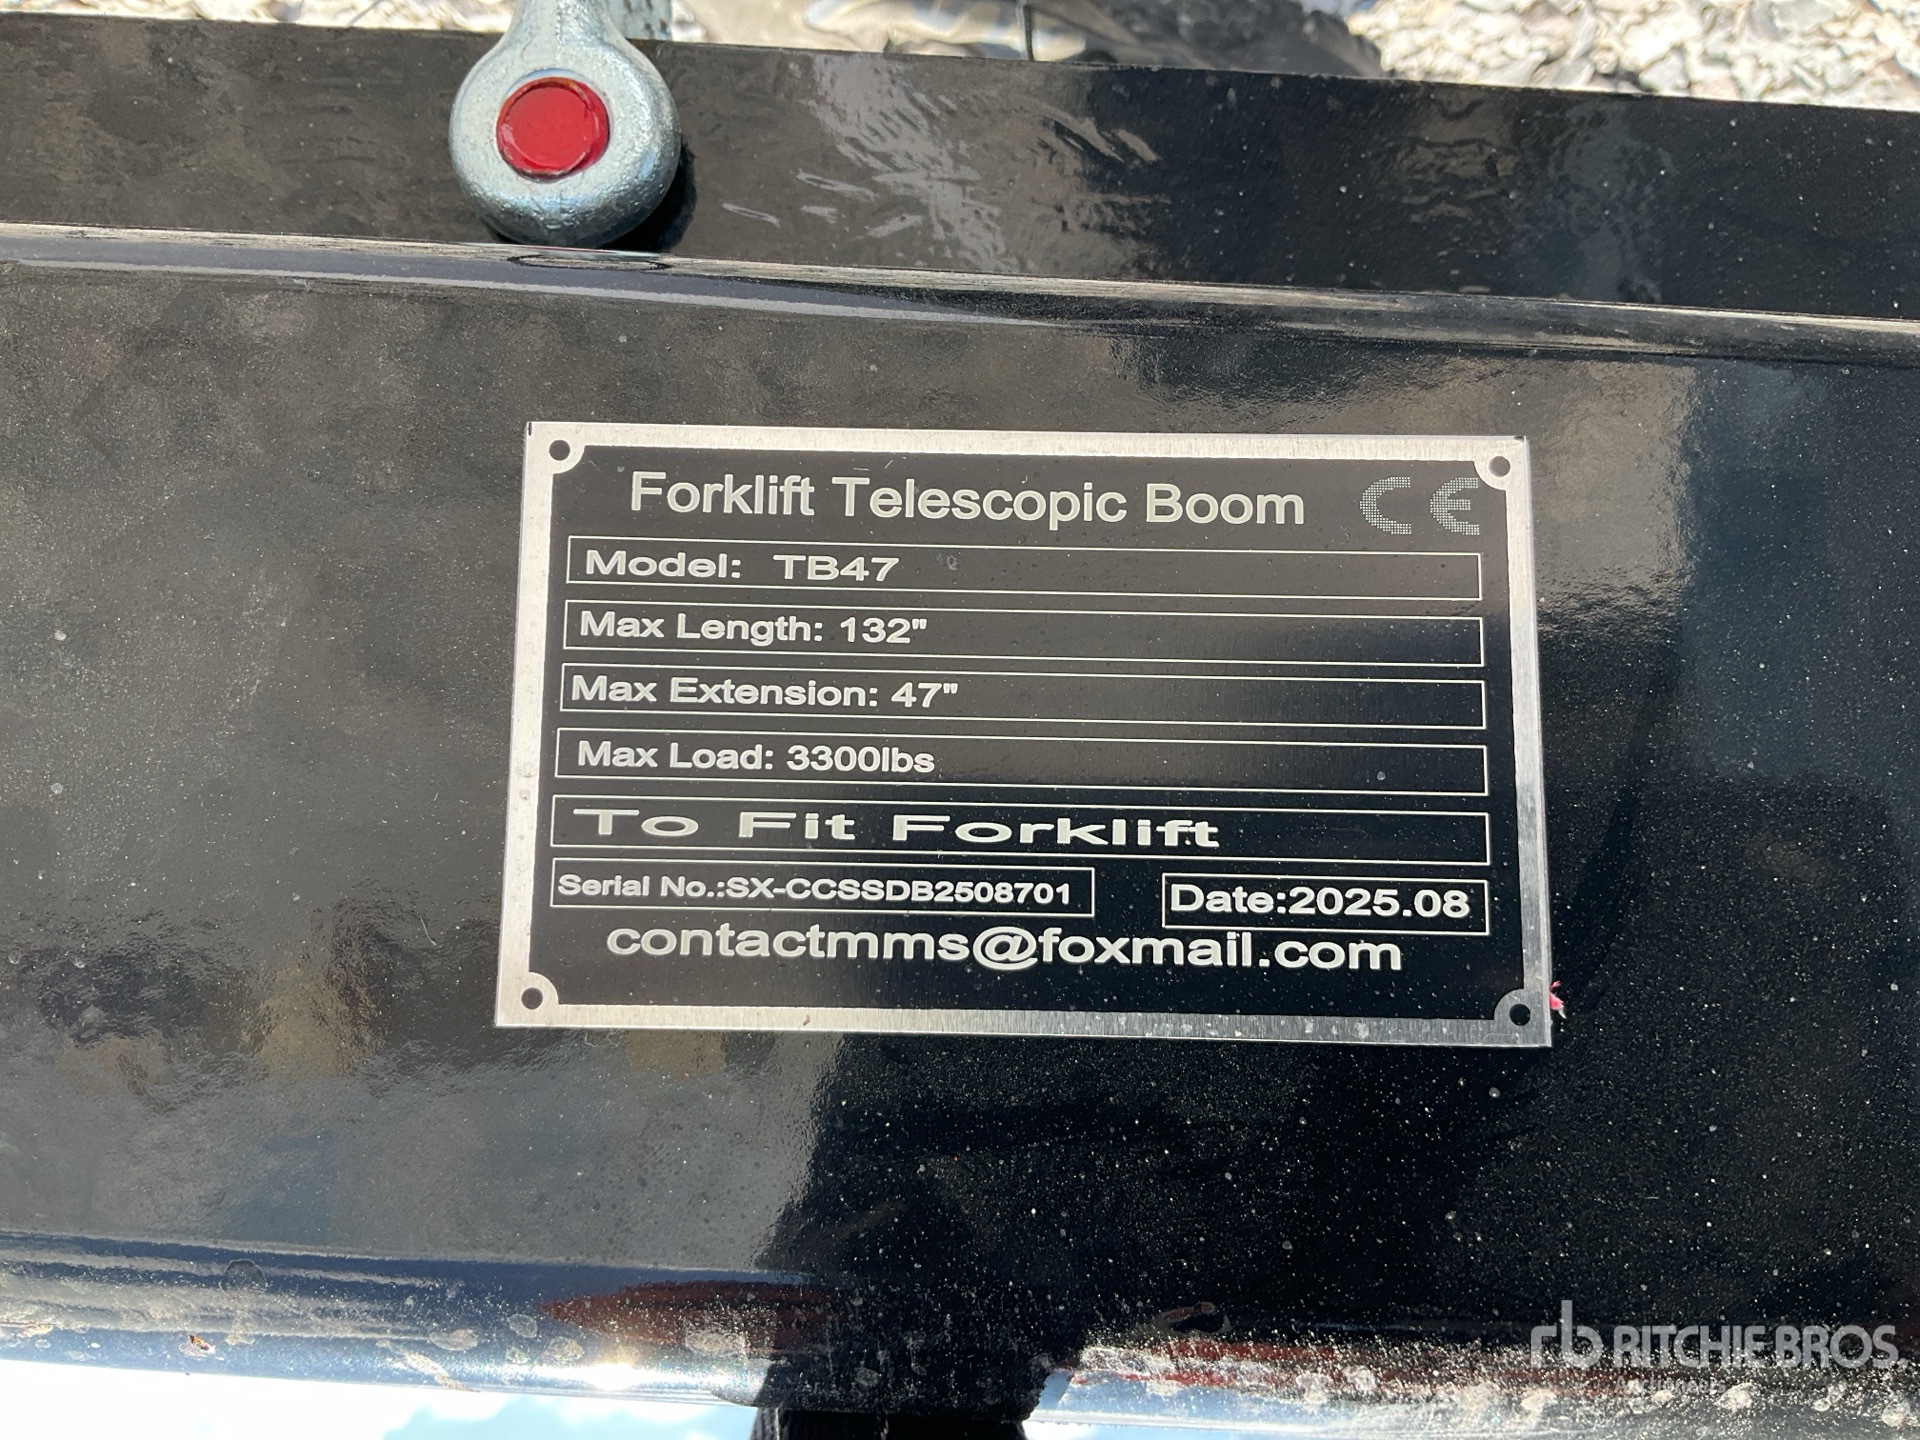 Forklift Telescopic Boom CE
Model: TB47
Max Length: 132"
Max Extension: 47"
Max Load: 3300lbs
To Fit Forklift
Serial No.:SX-CCSSDB2508701 Date:2025.08
contactmms@foxmail.com
rb RITCHIE BROS.